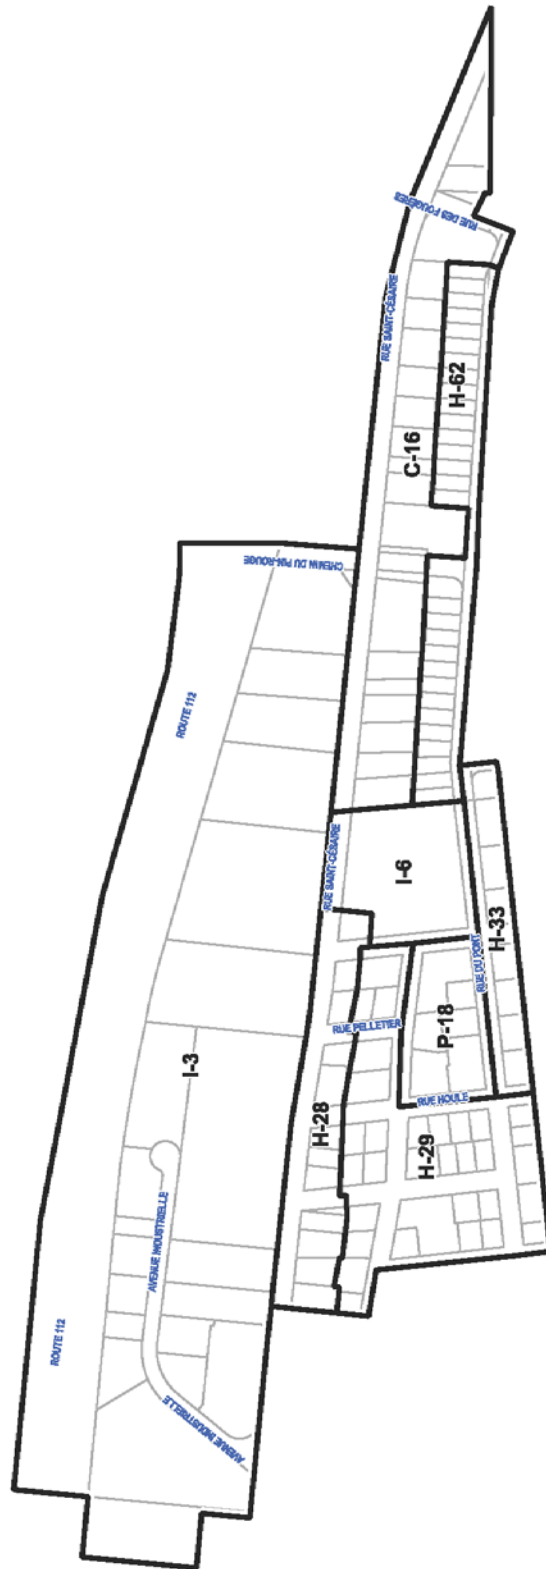 RUE DES FOUGÈRES
RUE SAINT-CÉSAIRE
H-62
C-16
CHEMIN DU PIN-ROUGE
ROUTE 112
RUE SAINT-CÉSAIRE
I-6
H-33
RUE DU PONT
P-18
RUE PELLETIER
RUE HOULE
I-3
H-28
H-29
AVENUE INDUSTRIELLE
ROUTE 112
AVENUE INDUSTRIELLE